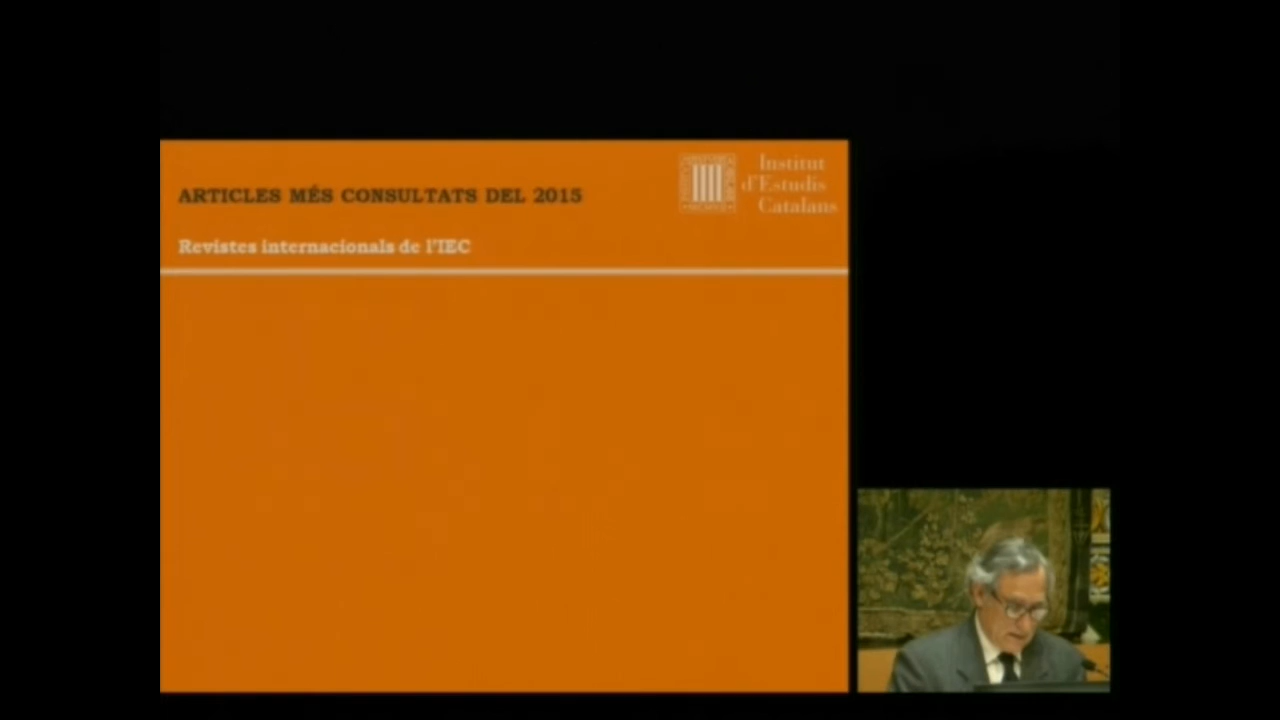 ARTICLES MÉS CONSULTATS DEL 2015
Revistes internacionals de l'IEC
Institut
d'Estudis
Catalans